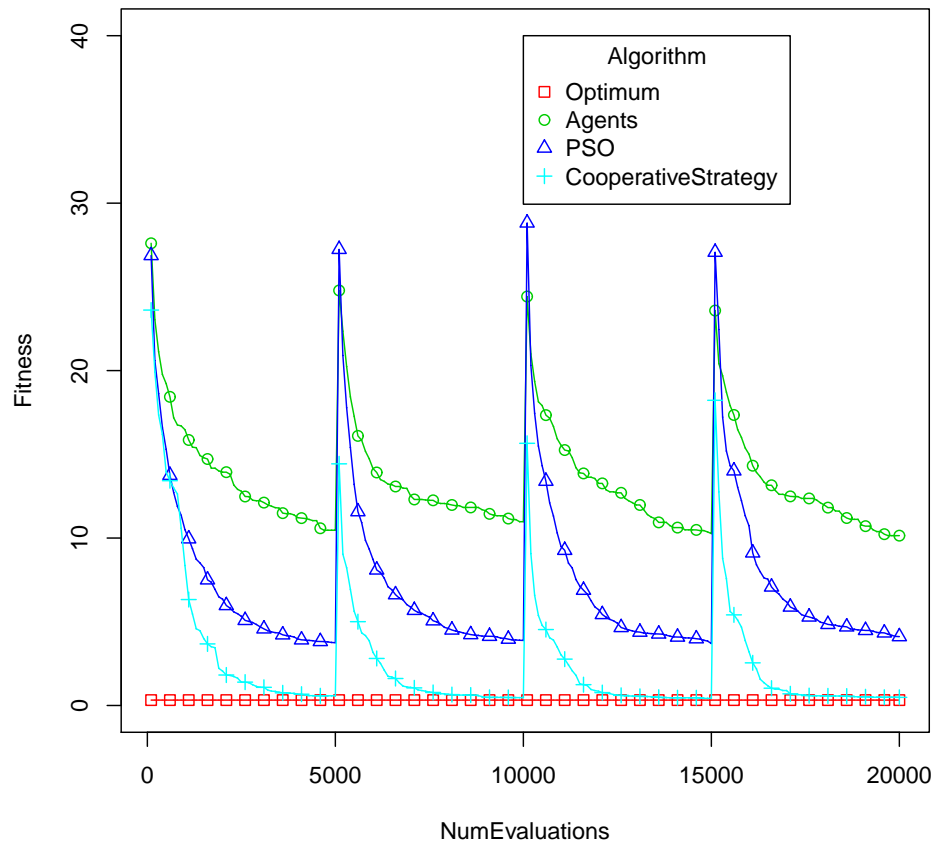 Algorithm
Optimum
Agents
PSO
CooperativeStrategy
Fitness
40
30
20
10
0
0 5000 10000 15000 20000
NumEvaluations